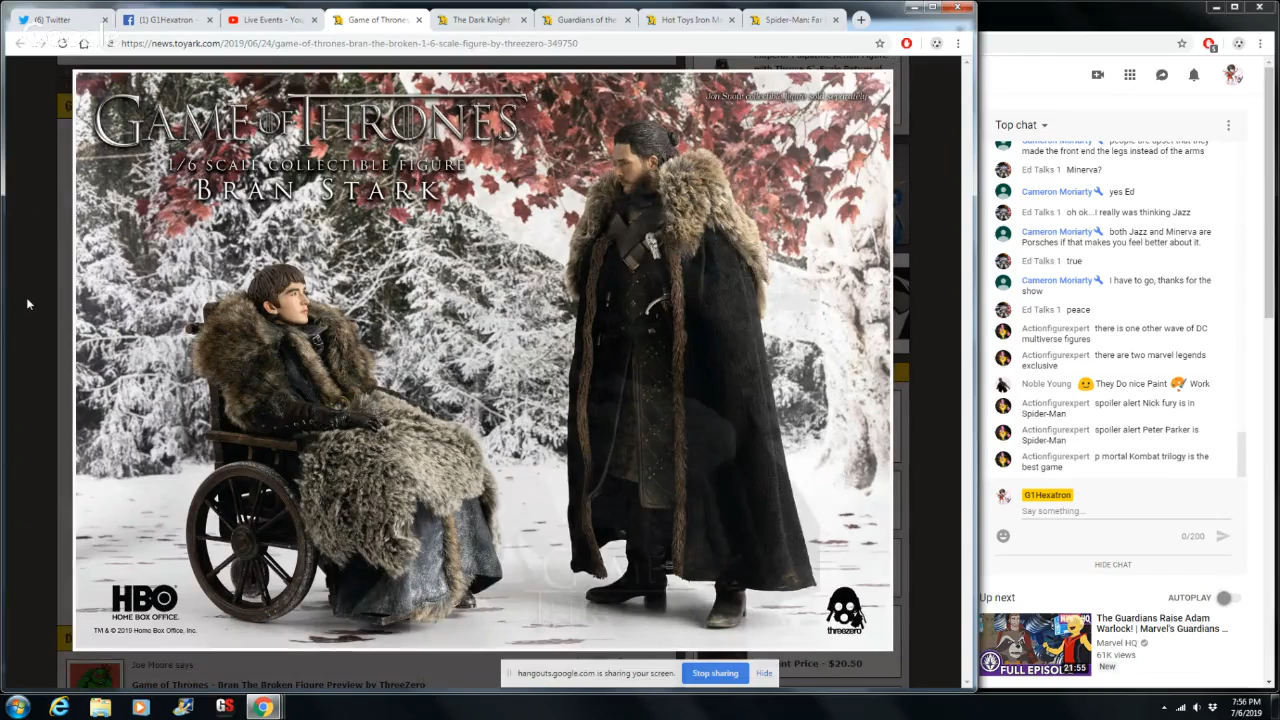 (6) Twitter
(1) G1Hexatron -
Live Events - You
Game of Thrones
The Dark Knight
Guardians of the
Hot Toys Iron M
Spider-Man: Far
https://news.toyark.com/2019/06/24/game-of-thrones-bran-the-broken-1-6-scale-figure-by-threezero-349750
GAME OF THRONES
1/6 SCALE COLLECTIBLE FIGURE
BRAN STARK
Jon Snow collectible figure sold separately
HBO
HOME BOX OFFICE.
TM & © 2019 Home Box Office, Inc.
threezero
Joe Moore says:
Game of Thrones - Bran The Broken Figure Preview by ThreeZero
nt Price - $20.50
hangouts.google.com is sharing your screen.
Stop sharing
Hide
Top chat
Cameron Moriarty people are upset that they
made the front end the legs instead of the arms
Ed Talks 1 Minerva?
Cameron Moriarty yes Ed
Ed Talks 1 oh ok...I really was thinking Jazz
Cameron Moriarty both Jazz and Minerva are
Porsches if that makes you feel better about it.
Ed Talks 1 true
Cameron Moriarty I have to go, thanks for the
show
Ed Talks 1 peace
Actionfigurexpert there is one other wave of DC
multiverse figures
Actionfigurexpert there are two marvel legends
exclusive
Noble Young They Do nice Paint Work
Actionfigurexpert spoiler alert Nick fury is In
Spider-Man
Actionfigurexpert spoiler alert Peter Parker is
Spider-Man
Actionfigurexpert p mortal Kombat trilogy is the
best game
G1Hexatron
Say something...
0/200
HIDE CHAT
Up next
AUTOPLAY
FULL EPISOD
21:55
The Guardians Raise Adam
Warlock! | Marvel's Guardians ...
Marvel HQ
61K views
New
GS
7:56 PM
7/6/2019